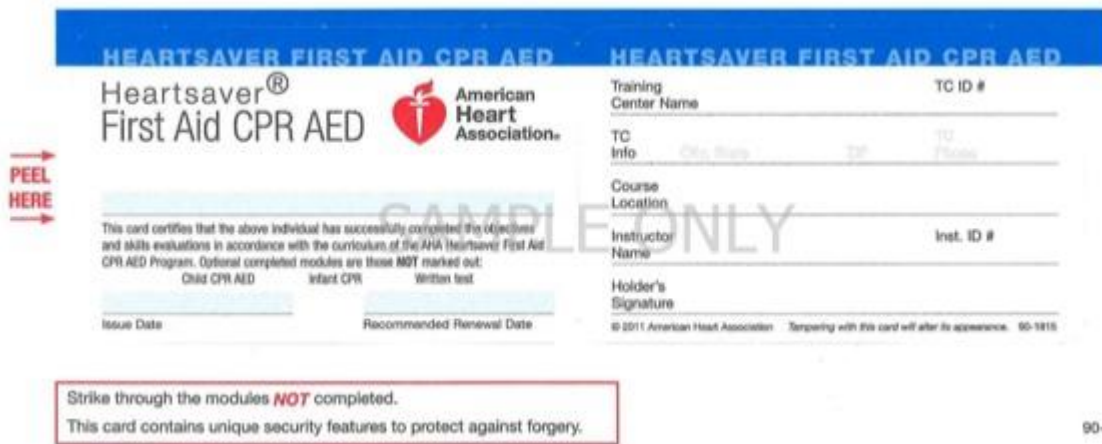 HEARTSAVER FIRST AID CPR AED
Heartsaver®
First Aid CPR AED
American
Heart
Association®
PEEL
HERE
This card certifies that the above individual has successfully completed the objectives
and skills evaluations in accordance with the curriculum of the AHA Heartsaver First Aid
CPR AED Program. Optional completed modules are those NOT marked out:
Child CPR AED Infant CPR Written test
Issue Date Recommended Renewal Date
HEARTSAVER FIRST AID CPR AED
Training
Center Name
TC ID #
TC
Info
City, State ZIP
TC
Phone
Course
Location
Instructor
Name
Inst. ID #
Holder's
Signature
© 2011 American Heart Association Tampering with this card will alter its appearance. 90-1815
SAMPLE ONLY
Strike through the modules NOT completed.
This card contains unique security features to protect against forgery.
90-